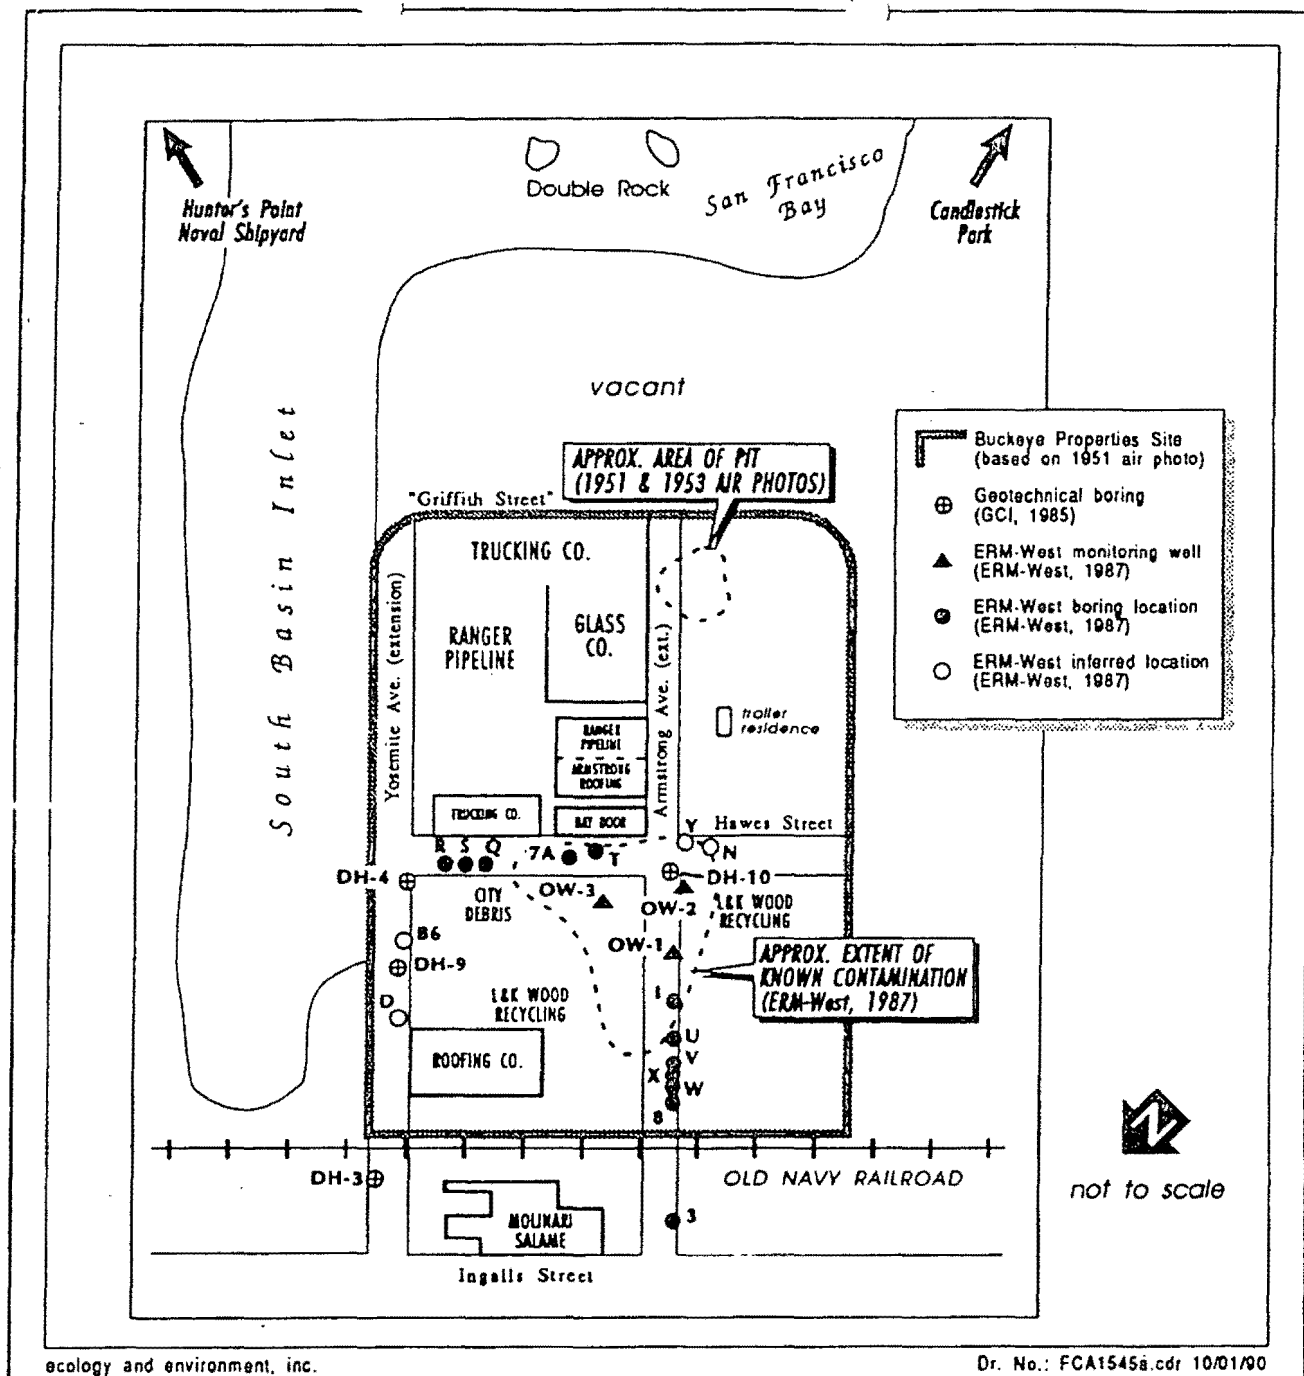 Double Rock
San Francisco
Bay
Hunter's Point
Naval Shipyard
Candlestick
Park
South Basin Inlet
vacant
APPROX. AREA OF PIT
(1951 & 1953 AIR PHOTOS)
Buckeye Properties Site
(based on 1951 air photo)
Geotechnical boring
(GCI, 1985)
ERM-West monitoring well
(ERM-West, 1987)
ERM-West boring location
(ERM-West, 1987)
ERM-West inferred location
(ERM-West, 1987)
"Griffith Street"
TRUCKING CO.
Yosemite Ave. (extension)
RANGER
PIPELINE
GLASS
CO.
Armstrong Ave. (ext.)
trailer
residence
RANGER
PIPELINE
ARMSTRONG
ROOFING
TRUCKING CO.
BAY DOOR
Hawes Street
Y
N
R S Q
7A
T
DH-4
DH-10
CITY
DEBRIS
OW-3
OW-2
L&K WOOD
RECYCLING
B6
OW-1
DH-9
APPROX. EXTENT OF
KNOWN CONTAMINATION
(ERM-West, 1987)
D
L&K WOOD
RECYCLING
1
U
V
X
W
8
ROOFING CO.
DH-3
OLD NAVY RAILROAD
N
not to scale
3
MOLINARI
SALAME
Ingalls Street
ecology and environment, inc.
Dr. No.: FCA1545a.cdr 10/01/90